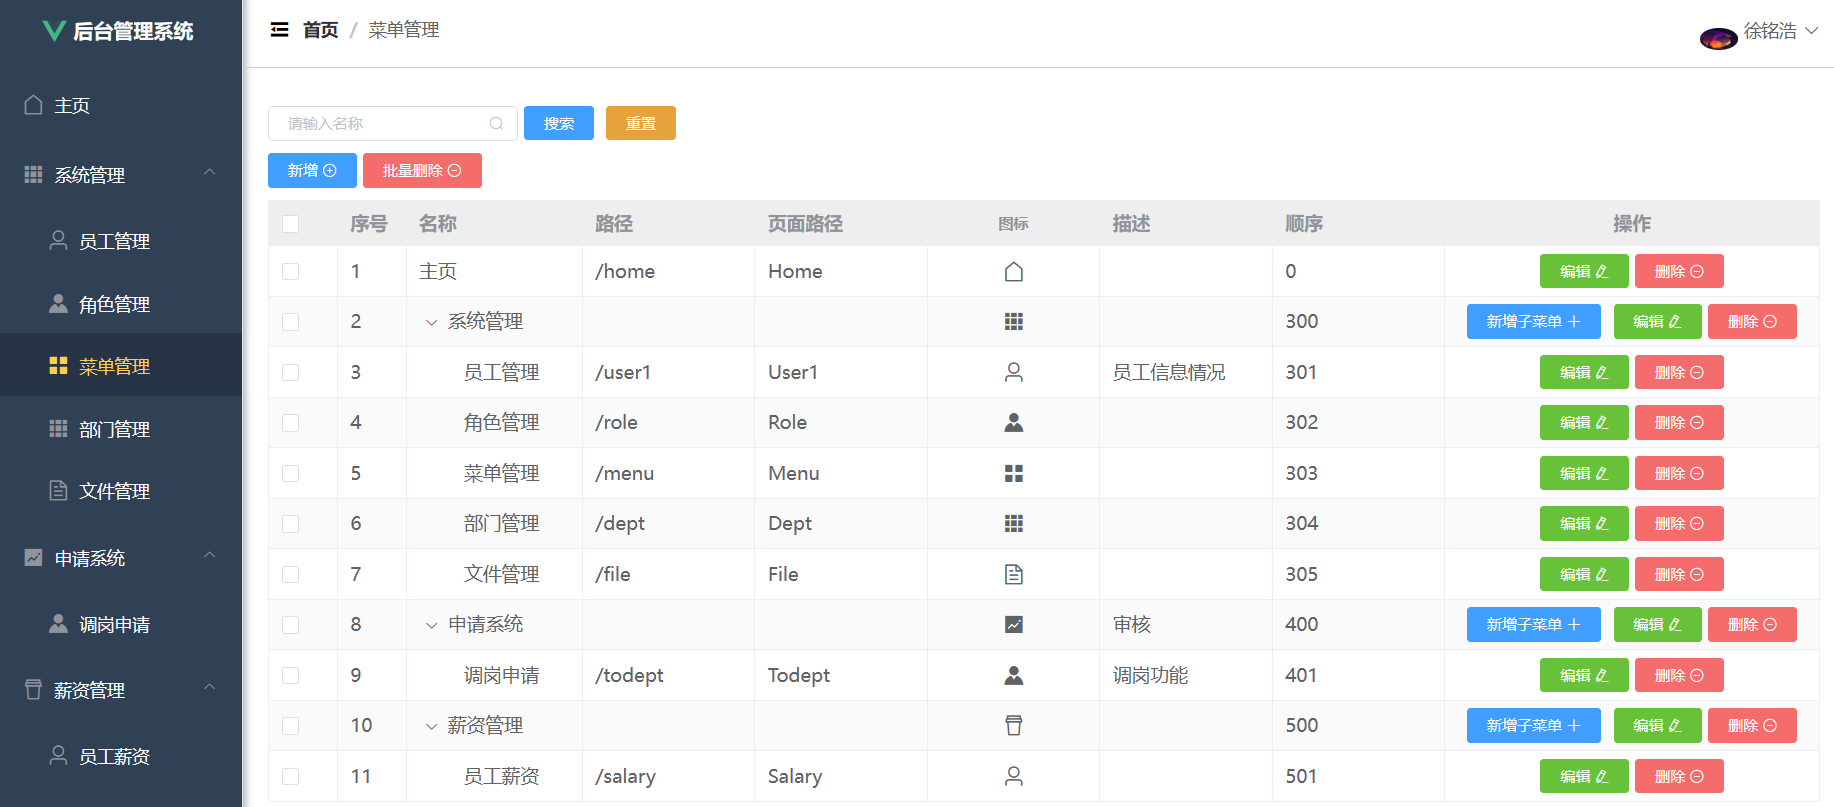 后台管理系统
主页
系统管理
员工管理
角色管理
菜单管理
部门管理
文件管理
申请系统
调岗申请
薪资管理
员工薪资
首页 / 菜单管理
徐铭浩
请输入名称 搜索 重置
新增 批量删除
序号 名称 路径 页面路径 图标 描述 顺序 操作
1 主页 /home Home 0 编辑 删除
2 系统管理 300 新增子菜单 编辑 删除
3 员工管理 /user1 User1 员工信息情况 301 编辑 删除
4 角色管理 /role Role 302 编辑 删除
5 菜单管理 /menu Menu 303 编辑 删除
6 部门管理 /dept Dept 304 编辑 删除
7 文件管理 /file File 305 编辑 删除
8 申请系统 审核 400 新增子菜单 编辑 删除
9 调岗申请 /todept Todept 调岗功能 401 编辑 删除
10 薪资管理 500 新增子菜单 编辑 删除
11 员工薪资 /salary Salary 501 编辑 删除